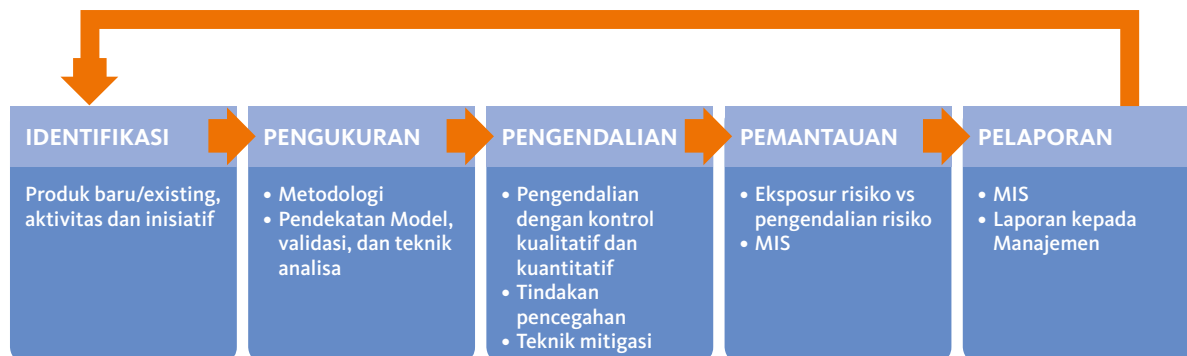 IDENTIFIKASI
Produk baru/existing,
aktivitas dan inisiatif
PENGUKURAN
• Metodologi
• Pendekatan Model,
validasi, dan teknik
analisa
PENGENDALIAN
• Pengendalian
dengan kontrol
kualitatif dan
kuantitatif
• Tindakan
pencegahan
• Teknik mitigasi
PEMANTAUAN
• Eksposur risiko vs
pengendalian risiko
• MIS
PELAPORAN
• MIS
• Laporan kepada
Manajemen